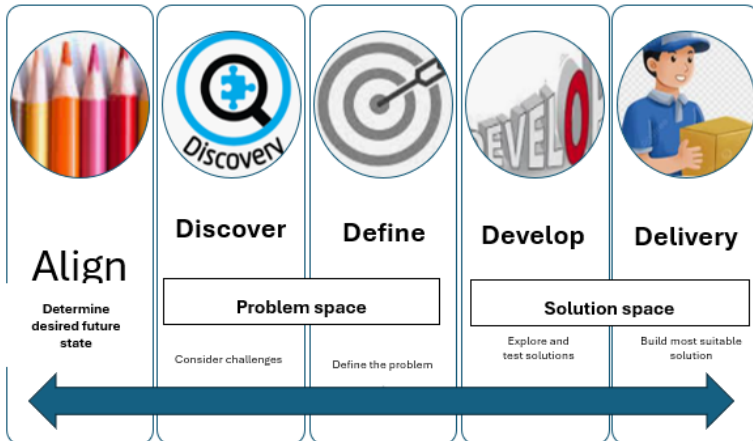 Align
Determine
desired future
state
Discovery
Discover
Define
Problem space
Consider challenges
Define the problem
DEVELO
Develop
Delivery
Solution space
Explore and
test solutions
Build most suitable
solution